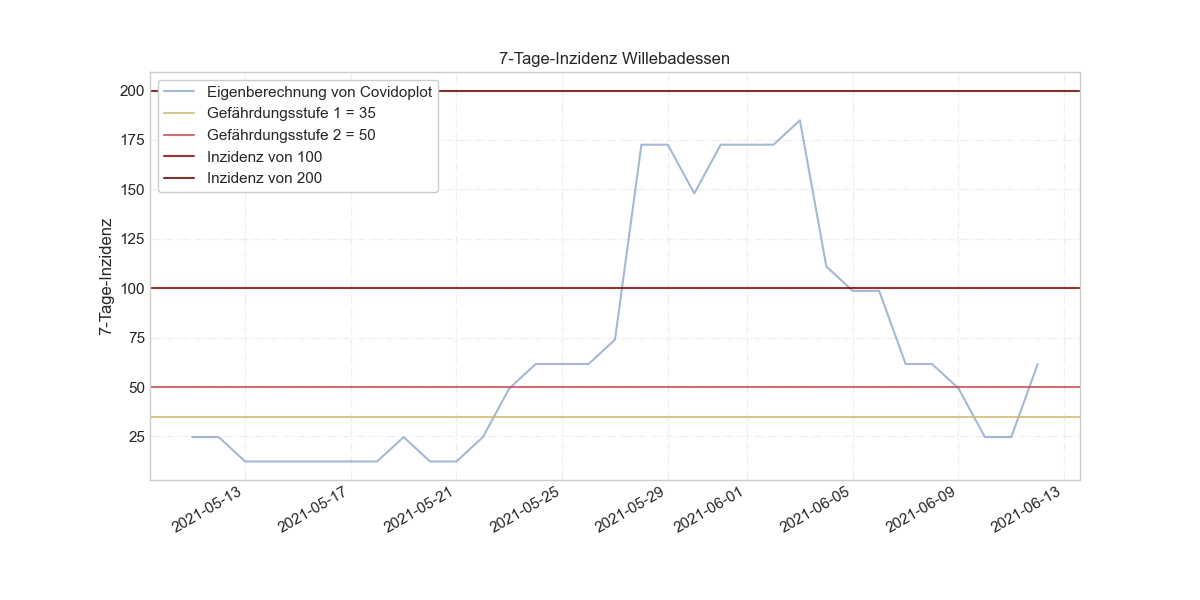 7-Tage-Inzidenz Willebadessen
Eigenberechnung von Covidoplot
Gefährdungsstufe 1 = 35
Gefährdungsstufe 2 = 50
Inzidenz von 100
Inzidenz von 200
7-Tage-Inzidenz
200
175
150
125
100
75
50
25
2021-05-13
2021-05-17
2021-05-21
2021-05-25
2021-05-29
2021-06-01
2021-06-05
2021-06-09
2021-06-13